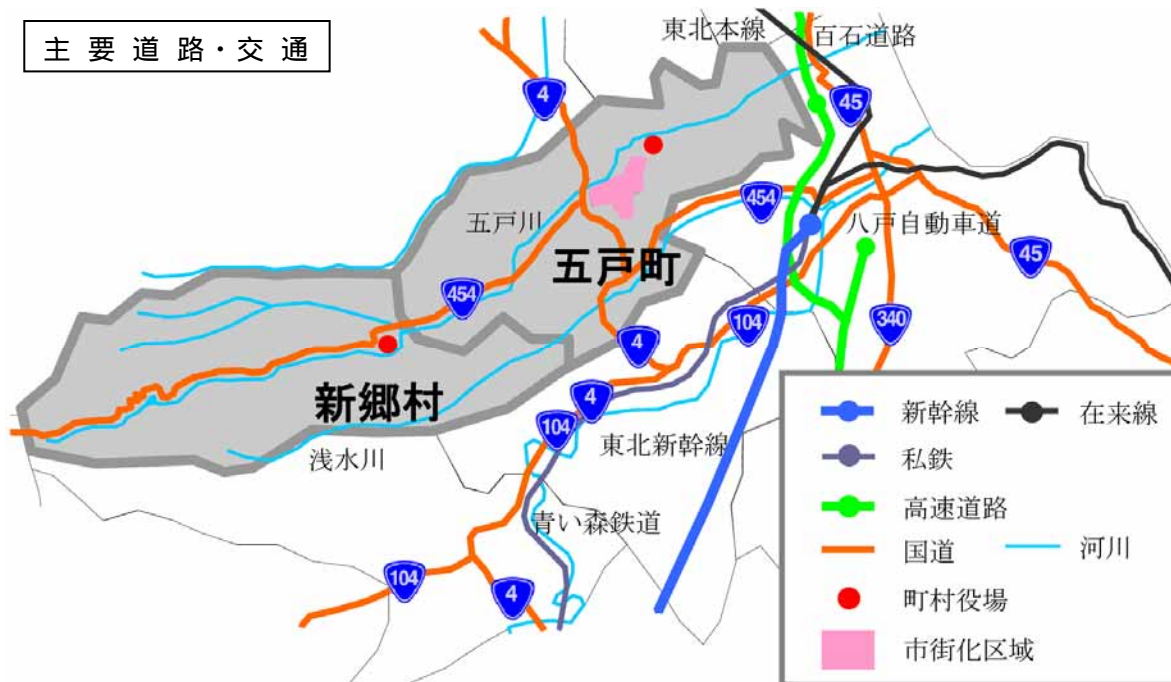 主要道路・交通
東北本線
百石道路
4
45
454
五戸川
八戸自動車道
五戸町
45
454
104
340
4
新郷村
4
104
東北新幹線
浅水川
青い森鉄道
104
4
新幹線
在来線
私鉄
高速道路
国道
河川
町村役場
市街化区域